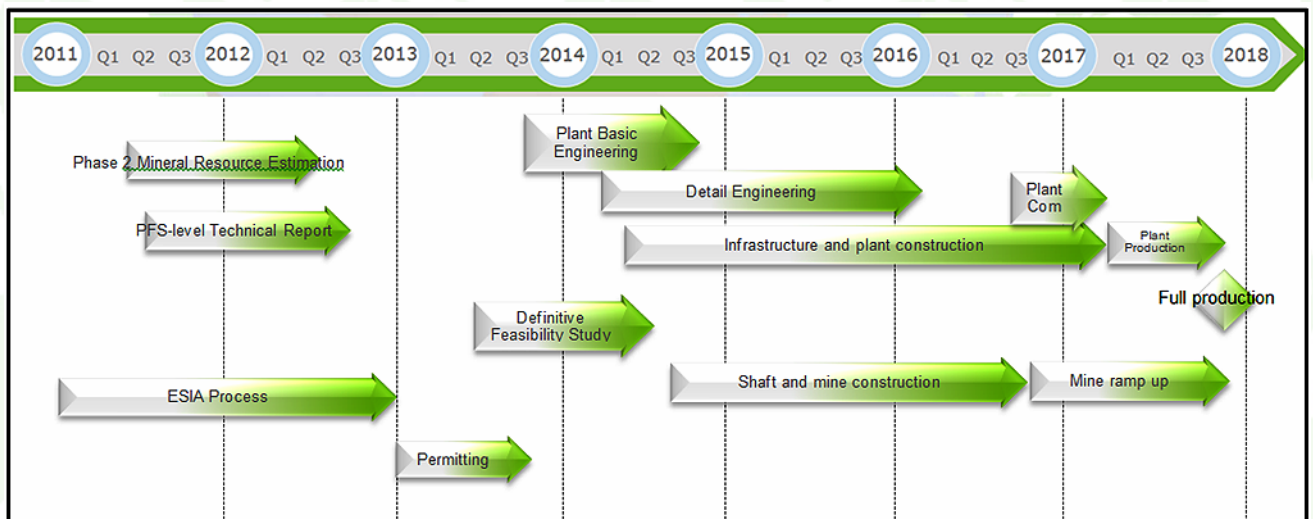 2011 Q1 Q2 Q3 2012 Q1 Q2 Q3 2013 Q1 Q2 Q3 2014 Q1 Q2 Q3 2015 Q1 Q2 Q3 2016 Q1 Q2 Q3 2017 Q1 Q2 Q3 2018
Plant Basic
Engineering
Phase 2 Mineral Resource Estimation
Detail Engineering
Plant
Com
PFS-level Technical Report
Infrastructure and plant construction
Plant
Production
Full production
Definitive
Feasibility Study
Shaft and mine construction
Mine ramp up
ESIA Process
Permitting